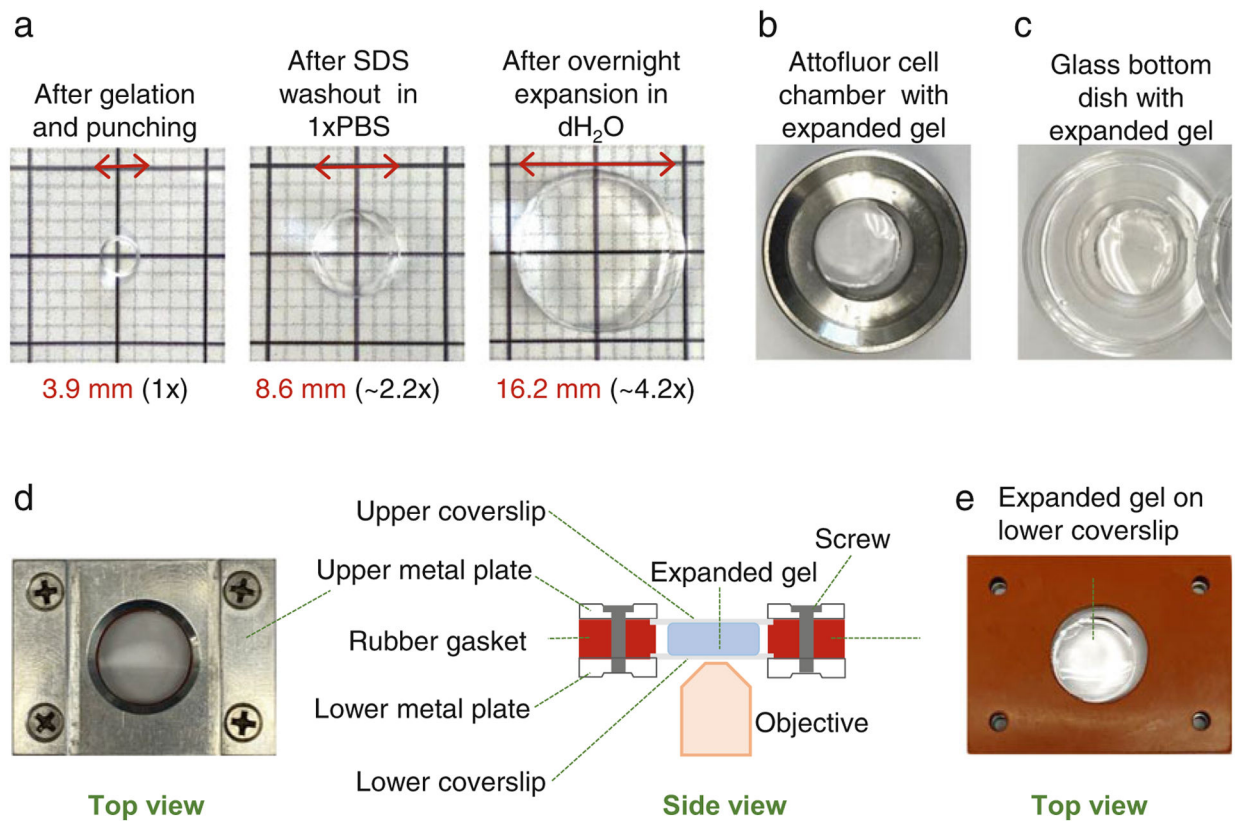 a
After gelation
and punching
After SDS
washout in
1xPBS
After overnight
expansion in
dH₂O
3.9 mm (1x)
8.6 mm (~2.2x)
16.2 mm (~4.2x)
b
Attofluor cell
chamber with
expanded gel
c
Glass bottom
dish with
expanded gel
d
Upper coverslip
Upper metal plate
Rubber gasket
Lower metal plate
Lower coverslip
Expanded gel
Screw
Objective
Top view
Side view
e
Expanded gel on
lower coverslip
Top view